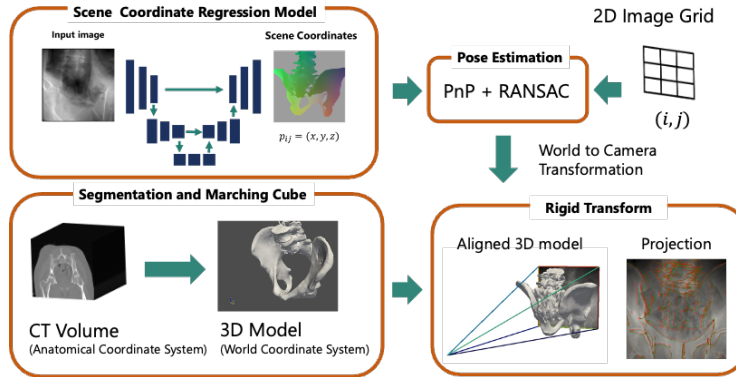 Scene Coordinate Regression Model
Input image
Scene Coordinates
p_{ij} = (x, y, z)
2D Image Grid
(i, j)
Pose Estimation
PnP + RANSAC
World to Camera
Transformation
Segmentation and Marching Cube
CT Volume
(Anatomical Coordinate System)
3D Model
(World Coordinate System)
Rigid Transform
Aligned 3D model
Projection